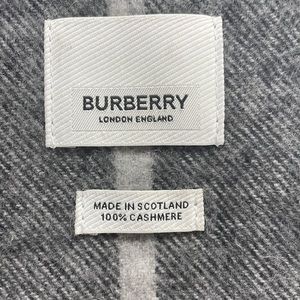 BURBERRY
LONDON ENGLAND
MADE IN SCOTLAND
100% CASHMERE